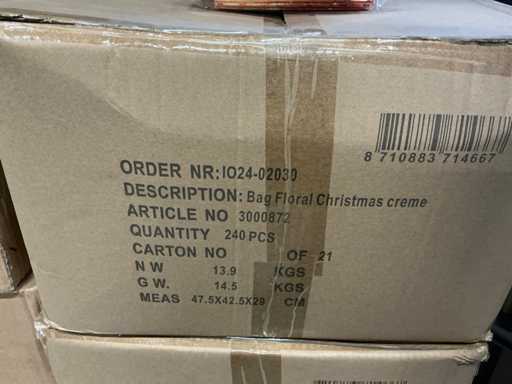 8 710883 714667
ORDER NR:IO24-02030
DESCRIPTION: Bag Floral Christmas creme
ARTICLE NO 3000872
QUANTITY 240 PCS
CARTON NO OF 21
N W 13.9 KGS
G W. 14.5 KGS
MEAS 47.5X42.5X29 CM